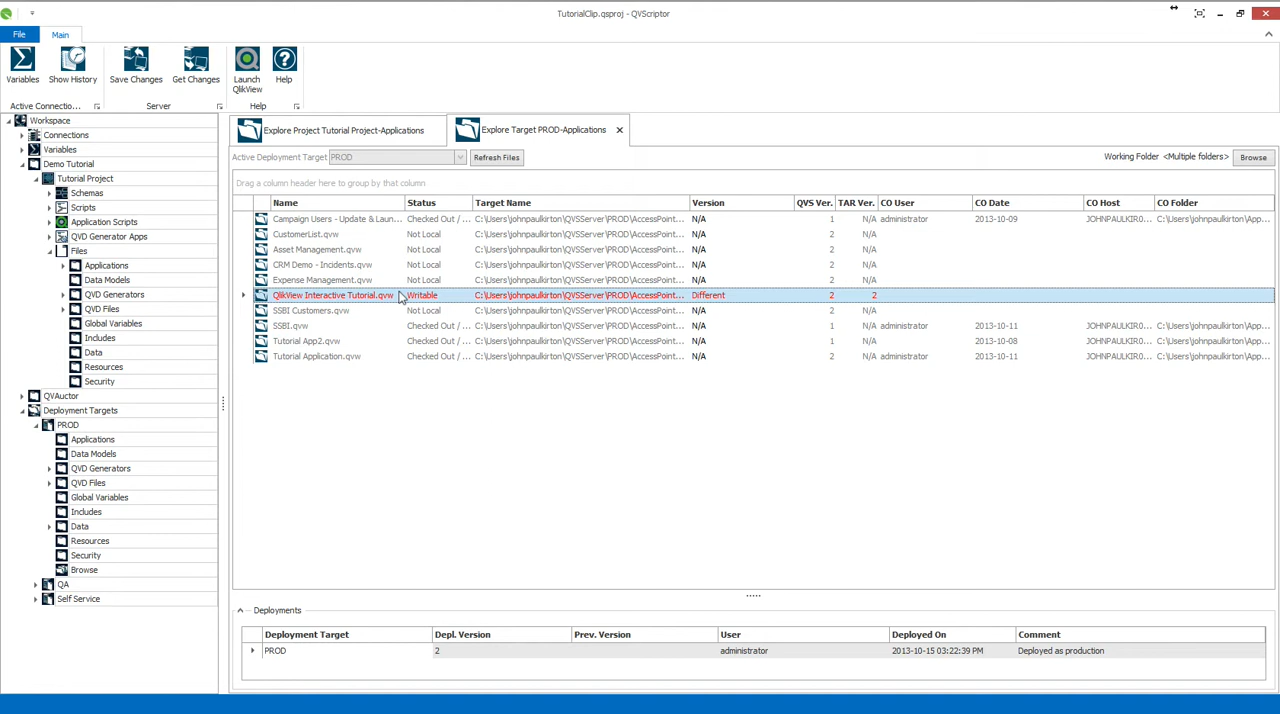 TutorialClip.qsproj - QVScriptor
File Main
Variables Show History Save Changes Get Changes Launch QlikView Help
Active Connectio... Server Help
Workspace
Connections
Variables
Demo Tutorial
Tutorial Project
Schemas
Scripts
Application Scripts
QVD Generator Apps
Files
Applications
Data Models
QVD Generators
QVD Files
Global Variables
Includes
Data
Resources
Security
QVAuctor
Deployment Targets
PROD
Applications
Data Models
QVD Generators
QVD Files
Global Variables
Includes
Data
Resources
Security
Browse
QA
Self Service
Explore Project Tutorial Project-Applications Explore Target PROD-Applications
Active Deployment Target PROD Refresh Files Working Folder <Multiple folders> Browse
Drag a column header here to group by that column
Name Status Target Name Version QVS Ver. TAR Ver. CO User CO Date CO Host CO Folder
Campaign Users - Update & Laun... Checked Out / ... C:\Users\johnpaulkirton\QVSServer\PROD\AccessPoint... N/A 1 N/A administrator 2013-10-09 JOHNPAULKIR0... C:\Users\johnpaulkirton\App...
CustomerList.qvw Not Local C:\Users\johnpaulkirton\QVSServer\PROD\AccessPoint... N/A 2 N/A
Asset Management.qvw Not Local C:\Users\johnpaulkirton\QVSServer\PROD\AccessPoint... N/A 2 N/A
CRM Demo - Incidents.qvw Not Local C:\Users\johnpaulkirton\QVSServer\PROD\AccessPoint... N/A 2 N/A
Expense Management.qvw Not Local C:\Users\johnpaulkirton\QVSServer\PROD\AccessPoint... N/A 2 N/A
QlikView Interactive Tutorial.qvw Writable C:\Users\johnpaulkirton\QVSServer\PROD\AccessPoint... Different 2 2
SSBI Customers.qvw Not Local C:\Users\johnpaulkirton\QVSServer\PROD\AccessPoint... N/A 2 N/A
SSBI.qvw Checked Out / ... C:\Users\johnpaulkirton\QVSServer\PROD\AccessPoint... N/A 1 N/A administrator 2013-10-11 JOHNPAULKIR0... C:\Users\johnpaulkirton\App...
Tutorial App2.qvw Checked Out / ... C:\Users\johnpaulkirton\QVSServer\PROD\AccessPoint... N/A 1 N/A administrator 2013-10-08 JOHNPAULKIR0... C:\Users\johnpaulkirton\App...
Tutorial Application.qvw Checked Out / ... C:\Users\johnpaulkirton\QVSServer\PROD\AccessPoint... N/A 2 N/A administrator 2013-10-11 JOHNPAULKIR0... C:\Users\johnpaulkirton\App...
Deployments
Deployment Target Depl. Version Prev. Version User Deployed On Comment
PROD 2 administrator 2013-10-15 03:22:39 PM Deployed as production